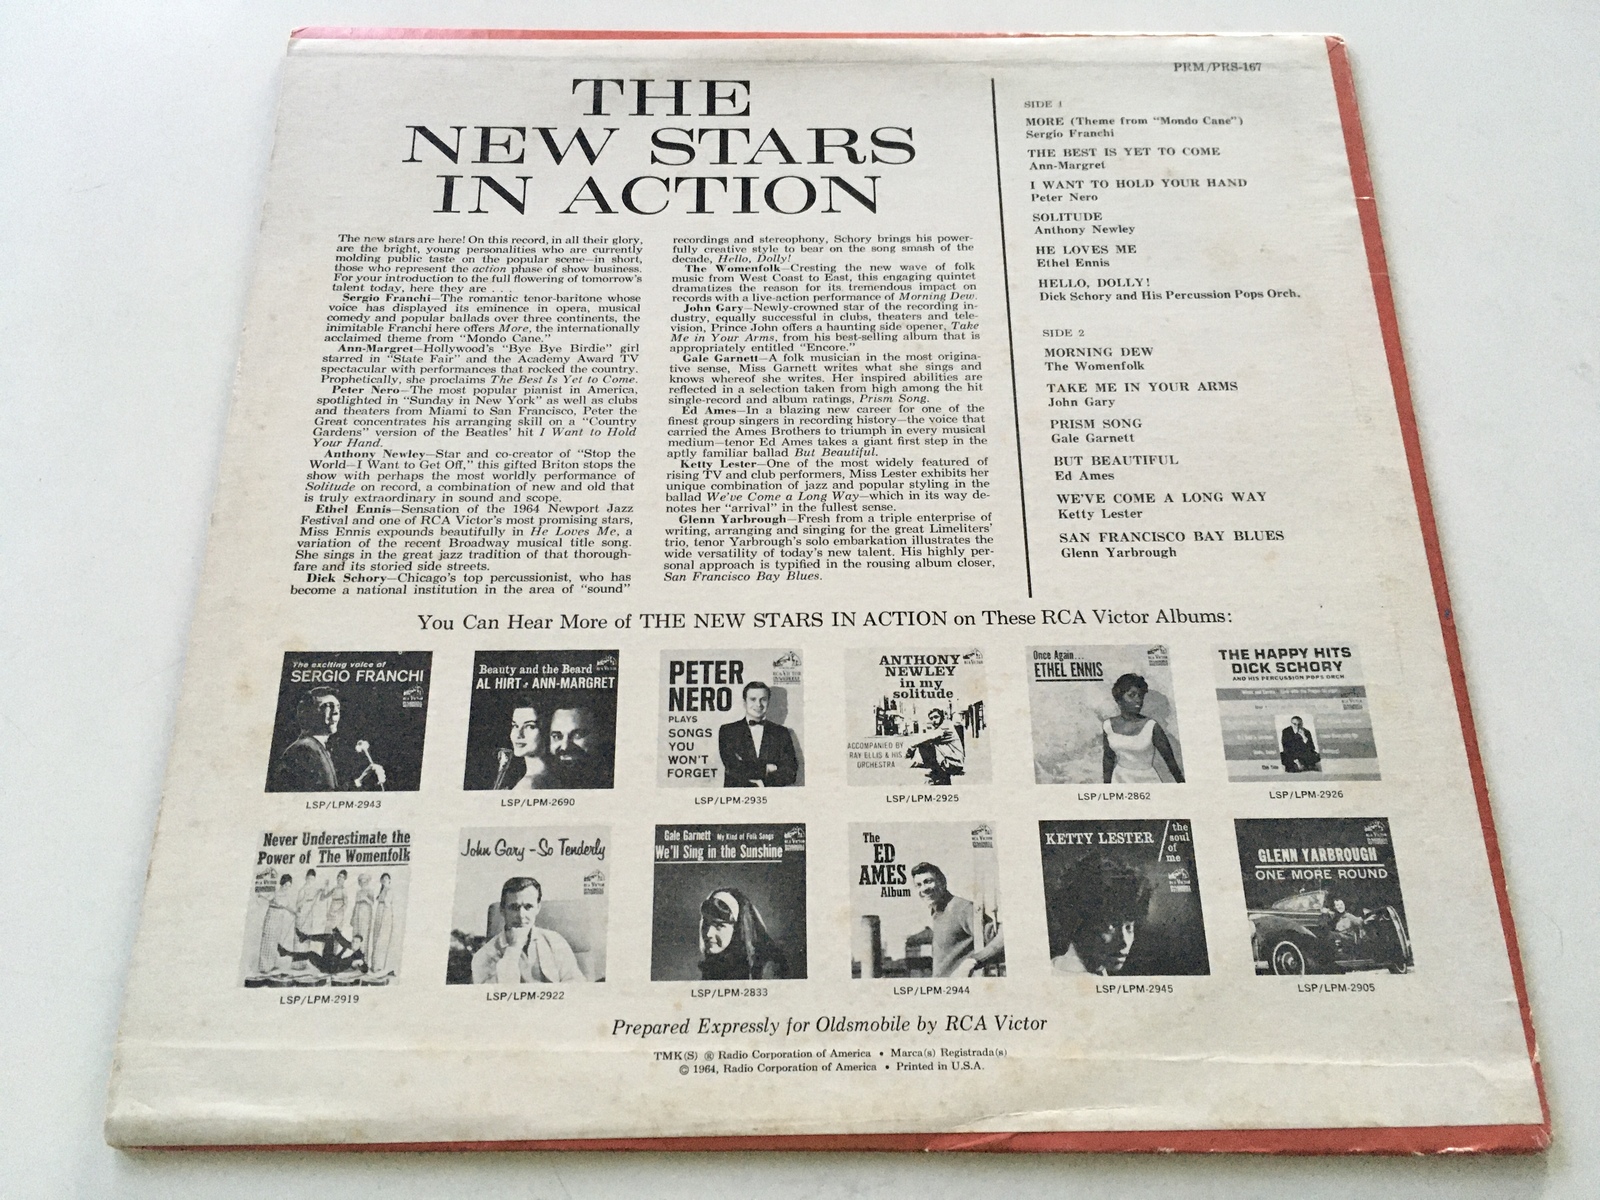 PRM/PRS-167
THE
NEW STARS
IN ACTION
The new stars are here! On this record, in all their glory,
are the bright, young personalities who are currently
molding public taste on the popular scene—in short,
those who represent the action phase of show business.
For your introduction to the full flowering of tomorrow's
talent today, here they are . . .
Sergio Franchi—The romantic tenor-baritone whose
voice has displayed its eminence in opera, musical
comedy and popular ballads over three continents, the
inimitable Franchi here offers More, the internationally
acclaimed theme from "Mondo Cane."
Ann-Margret—Hollywood's "Bye Bye Birdie" girl
starred in "State Fair" and the Academy Award TV
spectacular with performances that rocked the country.
Prophetically, she proclaims The Best Is Yet to Come.
Peter Nero—The most popular pianist in America,
spotlighted in "Sunday in New York" as well as clubs
and theaters from Miami to San Francisco, Peter the
Great concentrates his arranging skill on a "Country
Gardens" version of the Beatles' hit I Want to Hold
Your Hand.
Anthony Newley—Star and co-creator of "Stop the
World—I Want to Get Off," this gifted Briton stops the
show with perhaps the most worldly performance of
Solitude on record, a combination of new and old that
is truly extraordinary in sound and scope.
Ethel Ennis—Sensation of the 1964 Newport Jazz
Festival and one of RCA Victor's most promising stars,
Miss Ennis expounds beautifully in He Loves Me, a
variation of the recent Broadway musical title song.
She sings in the great jazz tradition of that thorough-
fare and its storied side streets.
Dick Schory—Chicago's top percussionist, who has
become a national institution in the area of "sound"
recordings and stereophony, Schory brings his power-
fully creative style to bear on the song smash of the
decade, Hello, Dolly!
The Womenfolk—Cresting the new wave of folk
music from West Coast to East, this engaging quintet
dramatizes the reason for its tremendous impact on
records with a live-action performance of Morning Dew.
John Gary—Newly-crowned star of the recording in-
dustry, equally successful in clubs, theaters and tele-
vision, Prince John offers a haunting side opener, Take
Me in Your Arms, from his best-selling album that is
appropriately entitled "Encore."
Gale Garnett—A folk musician in the most origina-
tive sense, Miss Garnett writes what she sings and
knows whereof she writes. Her inspired abilities are
reflected in a selection taken from high among the hit
single-record and album ratings, Prism Song.
Ed Ames—In a blazing new career for one of the
finest group singers in recording history—the voice that
carried the Ames Brothers to triumph in every musical
medium—tenor Ed Ames takes a giant first step in the
aptly familiar ballad But Beautiful.
Ketty Lester—One of the most widely featured of
rising TV and club performers, Miss Lester exhibits her
unique combination of jazz and popular styling in the
ballad We've Come a Long Way—which in its way de-
notes her "arrival" in the fullest sense.
Glenn Yarbrough—Fresh from a triple enterprise of
writing, arranging and singing for the great Limeliters'
trio, tenor Yarbrough's solo embarkation illustrates the
wide versatility of today's new talent. His highly per-
sonal approach is typified in the rousing album closer,
San Francisco Bay Blues.
SIDE 1
MORE (Theme from "Mondo Cane")
Sergio Franchi
THE BEST IS YET TO COME
Ann-Margret
I WANT TO HOLD YOUR HAND
Peter Nero
SOLITUDE
Anthony Newley
HE LOVES ME
Ethel Ennis
HELLO, DOLLY!
Dick Schory and His Percussion Pops Orch.
SIDE 2
MORNING DEW
The Womenfolk
TAKE ME IN YOUR ARMS
John Gary
PRISM SONG
Gale Garnett
BUT BEAUTIFUL
Ed Ames
WE'VE COME A LONG WAY
Ketty Lester
SAN FRANCISCO BAY BLUES
Glenn Yarbrough
You Can Hear More of THE NEW STARS IN ACTION on These RCA Victor Albums:
The exciting voice of
SERGIO FRANCHI
LSP/LPM-2943
Beauty and the Beard
AL HIRT • ANN-MARGRET
LSP/LPM-2690
PETER
NERO
PLAYS
SONGS
YOU
WON'T
FORGET
LSP/LPM-2935
ANTHONY
NEWLEY
in my
solitude
ACCOMPANIED BY
RAY ELLIS & HIS
ORCHESTRA
LSP/LPM-2925
Once Again...
ETHEL ENNIS
LSP/LPM-2862
THE HAPPY HITS
DICK SCHORY
AND HIS PERCUSSION POPS ORCH
LSP/LPM-2926
Never Underestimate the
Power of The Womenfolk
LSP/LPM-2919
John Gary - So Tenderly
LSP/LPM-2922
Gale Garnett My Kind of Folk Songs
We'll Sing in the Sunshine
LSP/LPM-2833
The
ED
AMES
Album
LSP/LPM-2944
KETTY LESTER
the
soul
of
me
LSP/LPM-2945
GLENN YARBROUGH
ONE MORE ROUND
LSP/LPM-2905
Prepared Expressly for Oldsmobile by RCA Victor
TMK(S) ® Radio Corporation of America • Marca(s) Registrada(s)
© 1964, Radio Corporation of America • Printed in U.S.A.